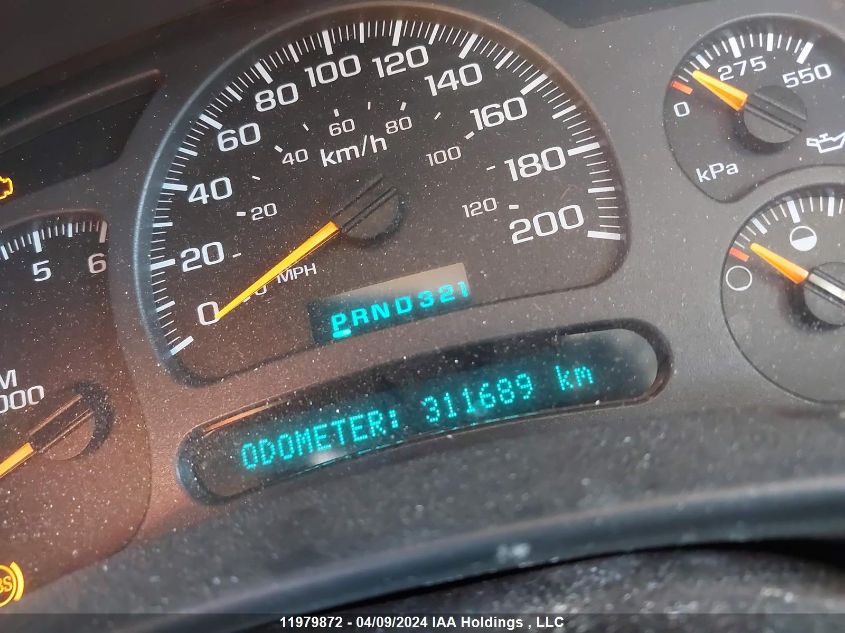 0 20 40 60 80 100 120 140 160 180 200
20 40 60 80 100 120
km/h
MPH
PRND321
ODOMETER: 311689 km
5 6
0 275 550
kPa
11979872 - 04/09/2024 IAA Holdings , LLC